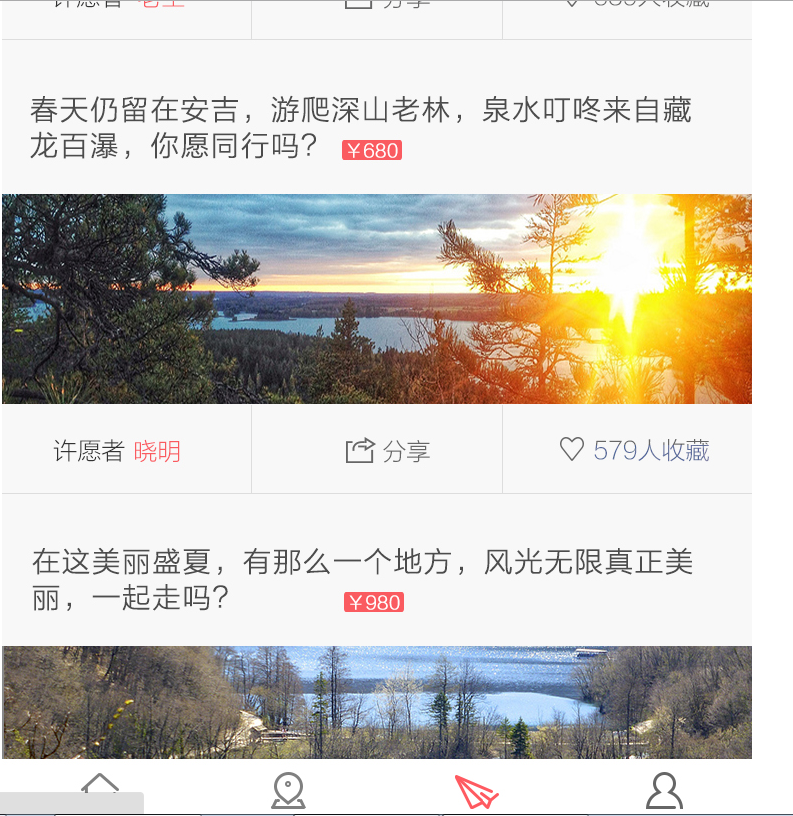 分享
人收藏
春天仍留在安吉，游爬深山老林，泉水叮咚来自藏
龙百瀑，你愿同行吗？ ￥680
许愿者 晓明
分享
579人收藏
在这美丽盛夏，有那么一个地方，风光无限真正美
丽，一起走吗？ ￥980